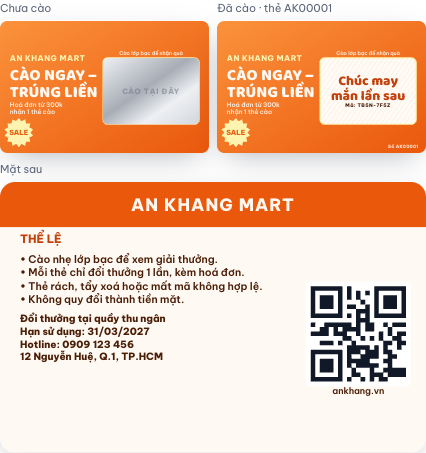 Chưa cào
Đã cào · thẻ AK00001
AN KHANG MART
CÀO NGAY –
TRÚNG LIỀN
Hoá đơn từ 300k
nhận 1 thẻ cào
SALE
Cào lớp bạc để nhận quà
CÀO TẠI ĐÂY
AN KHANG MART
CÀO NGAY –
TRÚNG LIỀN
Hoá đơn từ 300k
nhận 1 thẻ cào
SALE
Cào lớp bạc để nhận quà
Chúc may
mắn lần sau
Mã: TB6N-7F5Z
Số AK00001
Mặt sau
AN KHANG MART
THỂ LỆ
• Cào nhẹ lớp bạc để xem giải thưởng.
• Mỗi thẻ chỉ đổi thưởng 1 lần, kèm hoá đơn.
• Thẻ rách, tẩy xoá hoặc mất mã không hợp lệ.
• Không quy đổi thành tiền mặt.
Đổi thưởng tại quầy thu ngân
Hạn sử dụng: 31/03/2027
Hotline: 0909 123 456
12 Nguyễn Huệ, Q.1, TP.HCM
ankhang.vn